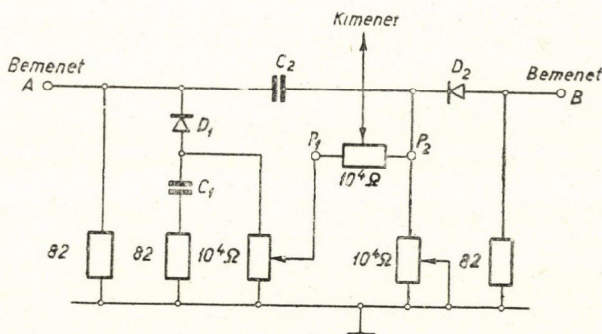 Kimenet
C₂
D₂
Bemenet
A
Bemenet
B
D₁
P₁
P₂
10⁴Ω
C₁
82
82
10⁴Ω
10⁴Ω
82